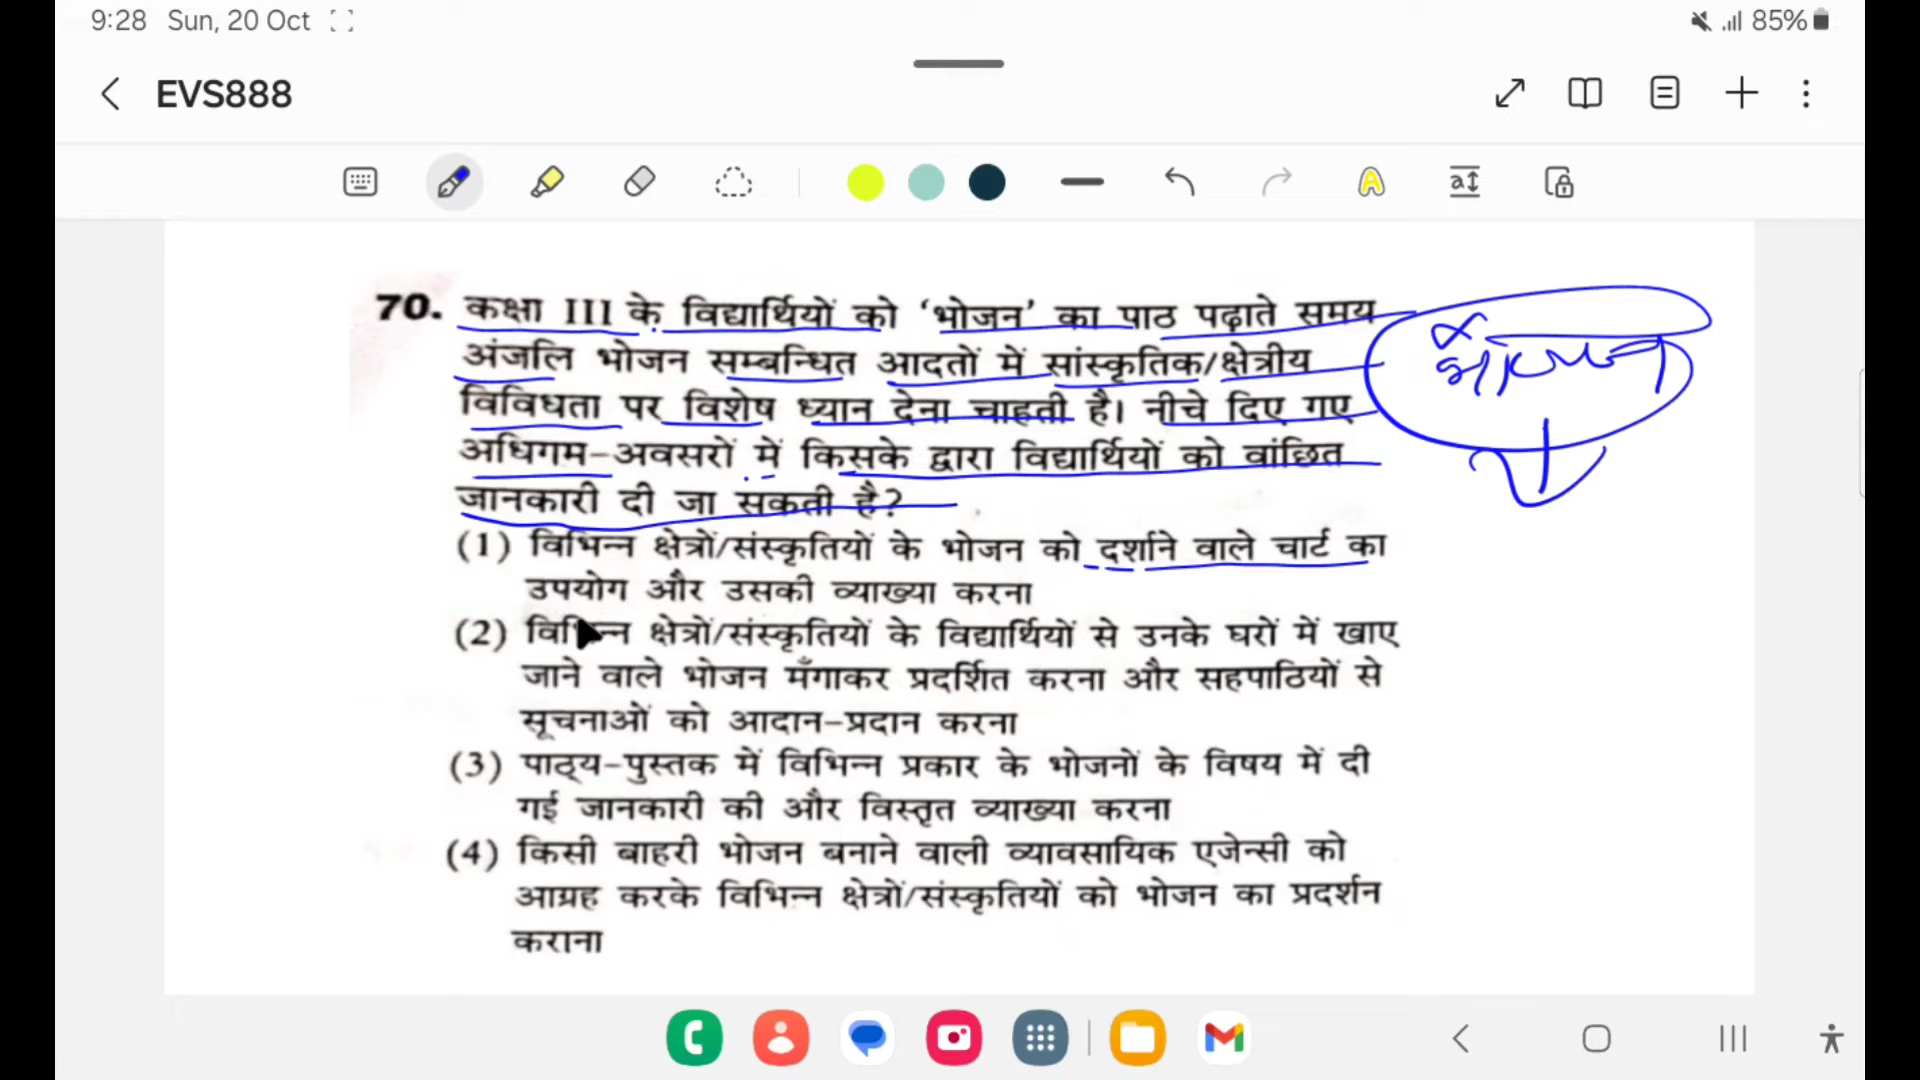 9:28 Sun, 20 Oct
85%
EVS888
70. कक्षा III के विद्यार्थियों को ‘भोजन’ का पाठ पढ़ाते समय
अंजलि भोजन सम्बन्धित आदतों में सांस्कृतिक/क्षेत्रीय
विविधता पर विशेष ध्यान देना चाहती है। नीचे दिए गए
अधिगम-अवसरों में किसके द्वारा विद्यार्थियों को वांछित
जानकारी दी जा सकती है?
(1) विभिन्न क्षेत्रों/संस्कृतियों के भोजन को दर्शाने वाले चार्ट का
उपयोग और उसकी व्याख्या करना
(2) विभिन्न क्षेत्रों/संस्कृतियों के विद्यार्थियों से उनके घरों में खाए
जाने वाले भोजन मँगाकर प्रदर्शित करना और सहपाठियों से
सूचनाओं को आदान-प्रदान करना
(3) पाठ्य-पुस्तक में विभिन्न प्रकार के भोजनों के विषय में दी
गई जानकारी की और विस्तृत व्याख्या करना
(4) किसी बाहरी भोजन बनाने वाली व्यावसायिक एजेन्सी को
आग्रह करके विभिन्न क्षेत्रों/संस्कृतियों को भोजन का प्रदर्शन
कराना